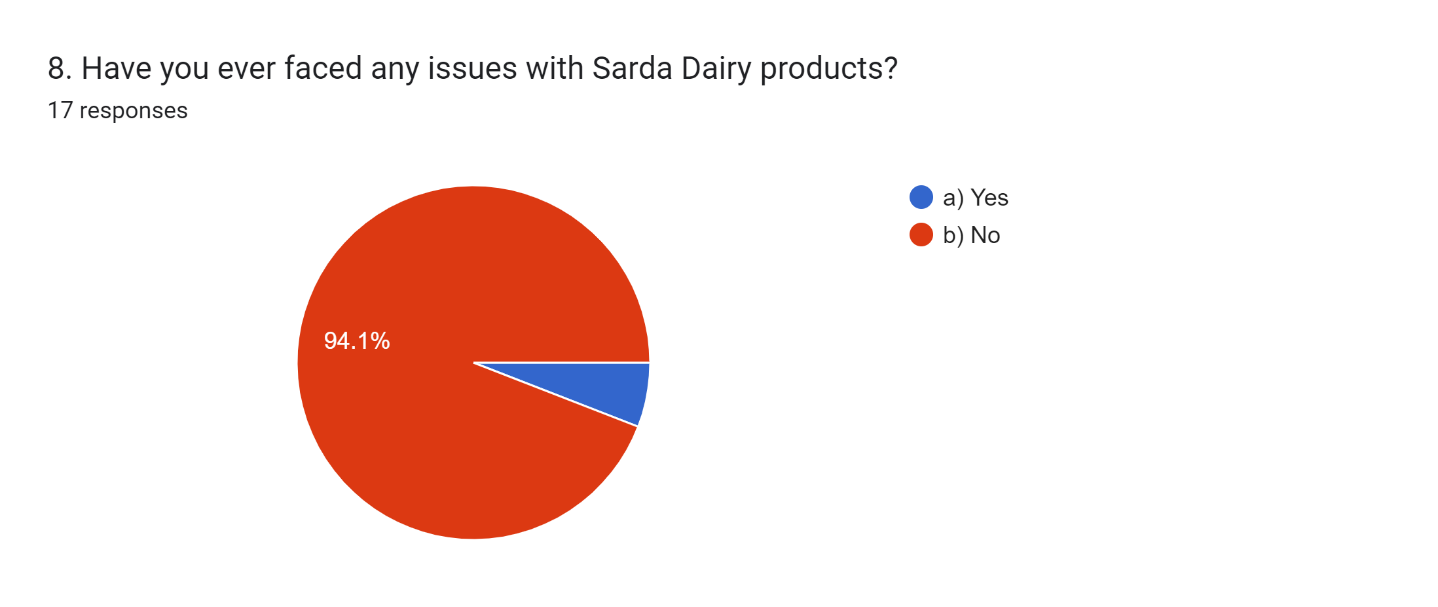 8. Have you ever faced any issues with Sarda Dairy products?
17 responses
94.1%
a) Yes
b) No